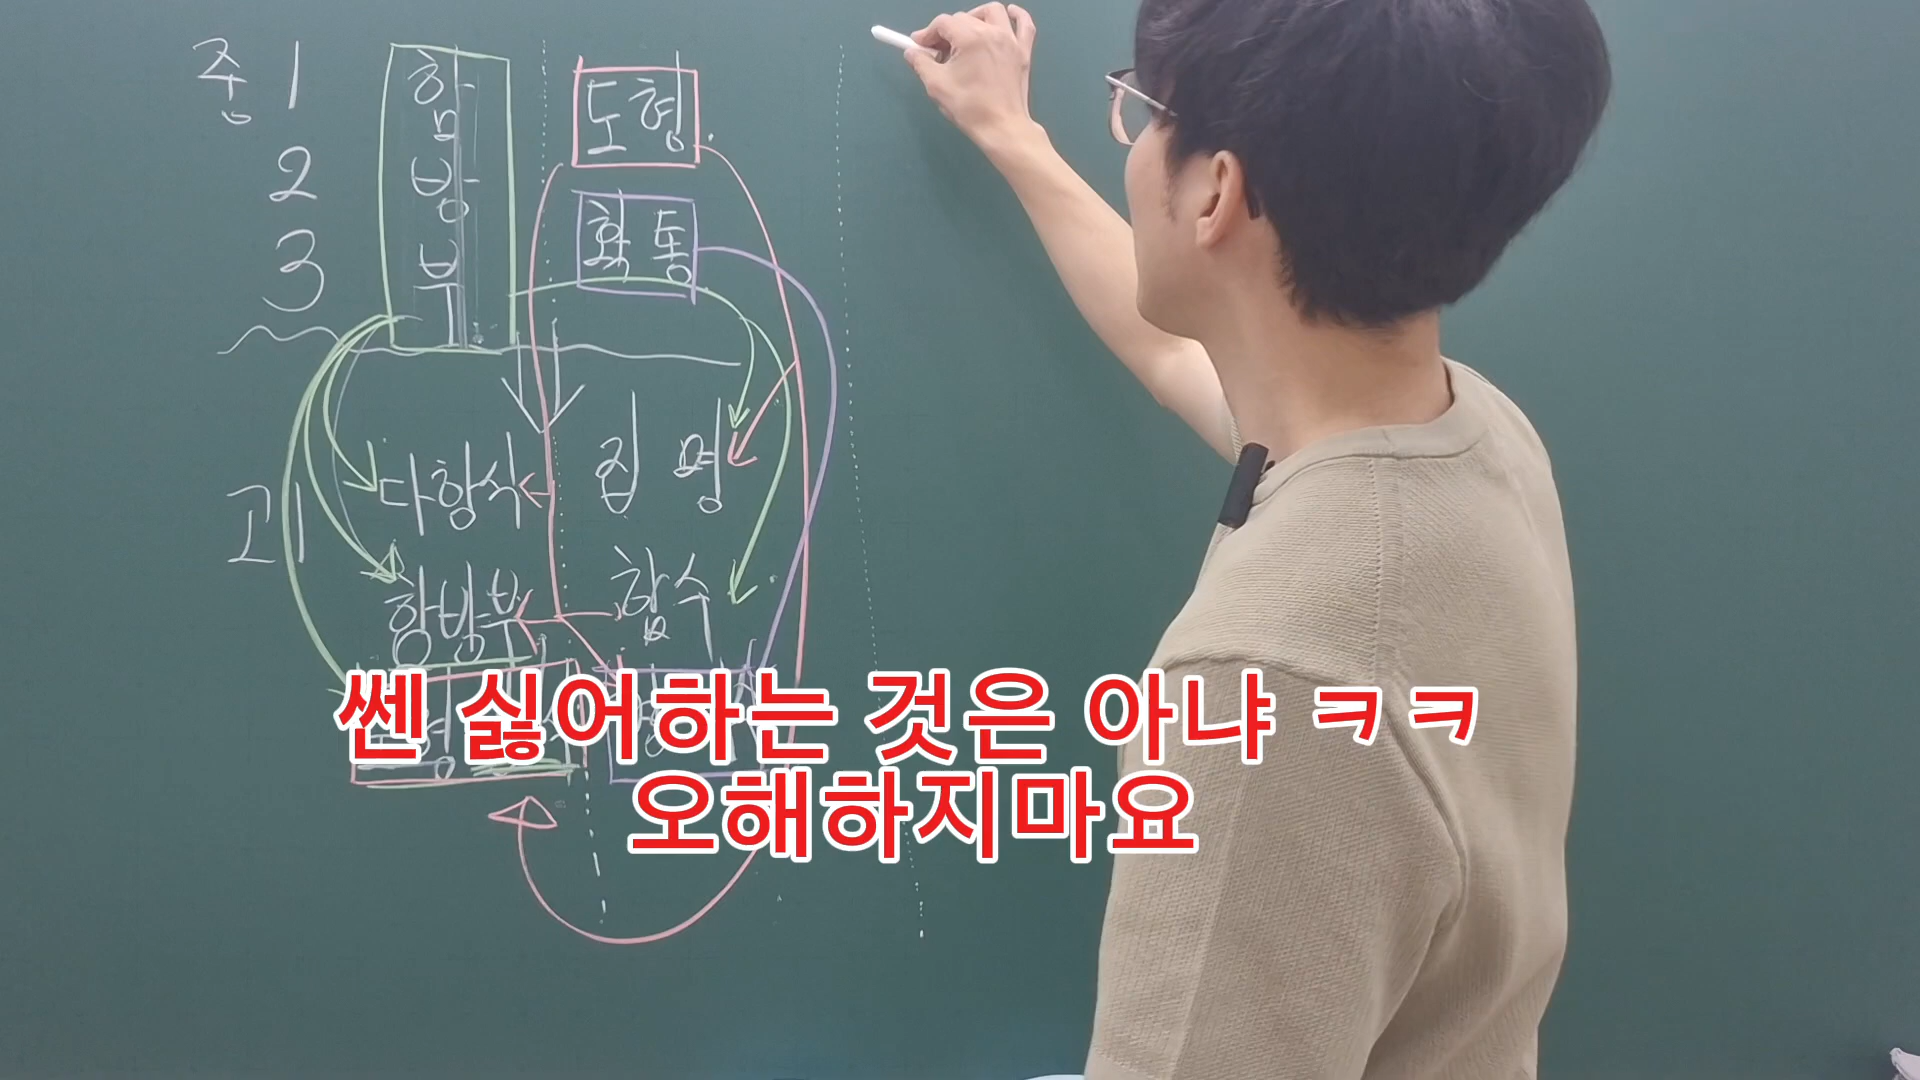 중 1
2
3
함
방
부
도형
확통
고1
다항식
집 명
항방부
함수
쎈 싫어하는 것은 아냐 ㅋㅋ
오해하지마요